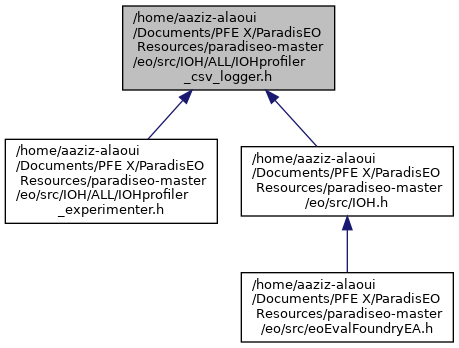 /home/aaziz-alaoui
/Documents/PFE X/ParadisEO
Resources/paradiseo-master
/eo/src/IOH/ALL/IOHprofiler
_csv_logger.h
/home/aaziz-alaoui
/Documents/PFE X/ParadisEO
Resources/paradiseo-master
/eo/src/IOH/ALL/IOHprofiler
_experimenter.h
/home/aaziz-alaoui
/Documents/PFE X/ParadisEO
Resources/paradiseo-master
/eo/src/IOH.h
/home/aaziz-alaoui
/Documents/PFE X/ParadisEO
Resources/paradiseo-master
/eo/src/eoEvalFoundryEA.h